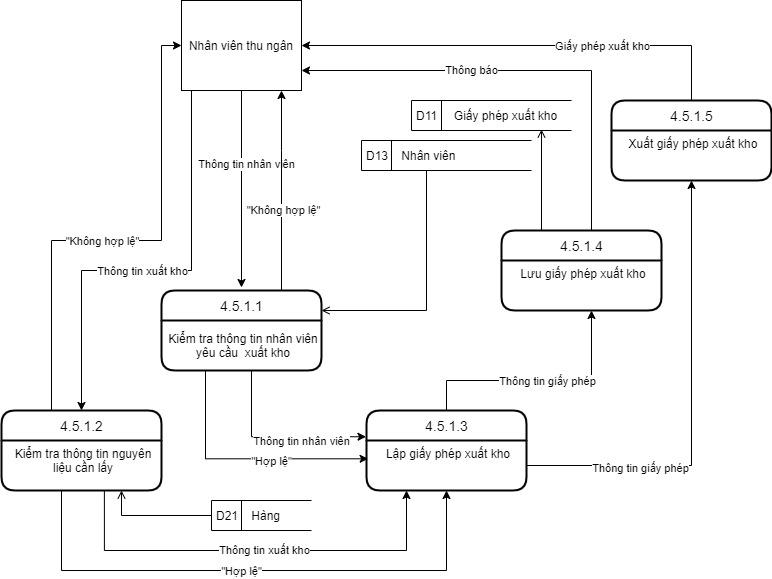 Nhân viên thu ngân
Giấy phép xuất kho
Thông báo
D11
Giấy phép xuất kho
4.5.1.5
Xuất giấy phép xuất kho
D13
Nhân viên
Thông tin nhân viên
"Không hợp lệ"
"Không hợp lệ"
4.5.1.4
Lưu giấy phép xuất kho
Thông tin xuất kho
4.5.1.1
Kiểm tra thông tin nhân viên
yêu cầu xuất kho
Thông tin giấy phép
4.5.1.2
Kiểm tra thông tin nguyên
liệu cần lấy
4.5.1.3
Lập giấy phép xuất kho
Thông tin nhân viên
"Hợp lệ"
Thông tin giấy phép
D21
Hàng
Thông tin xuất kho
"Hợp lệ"